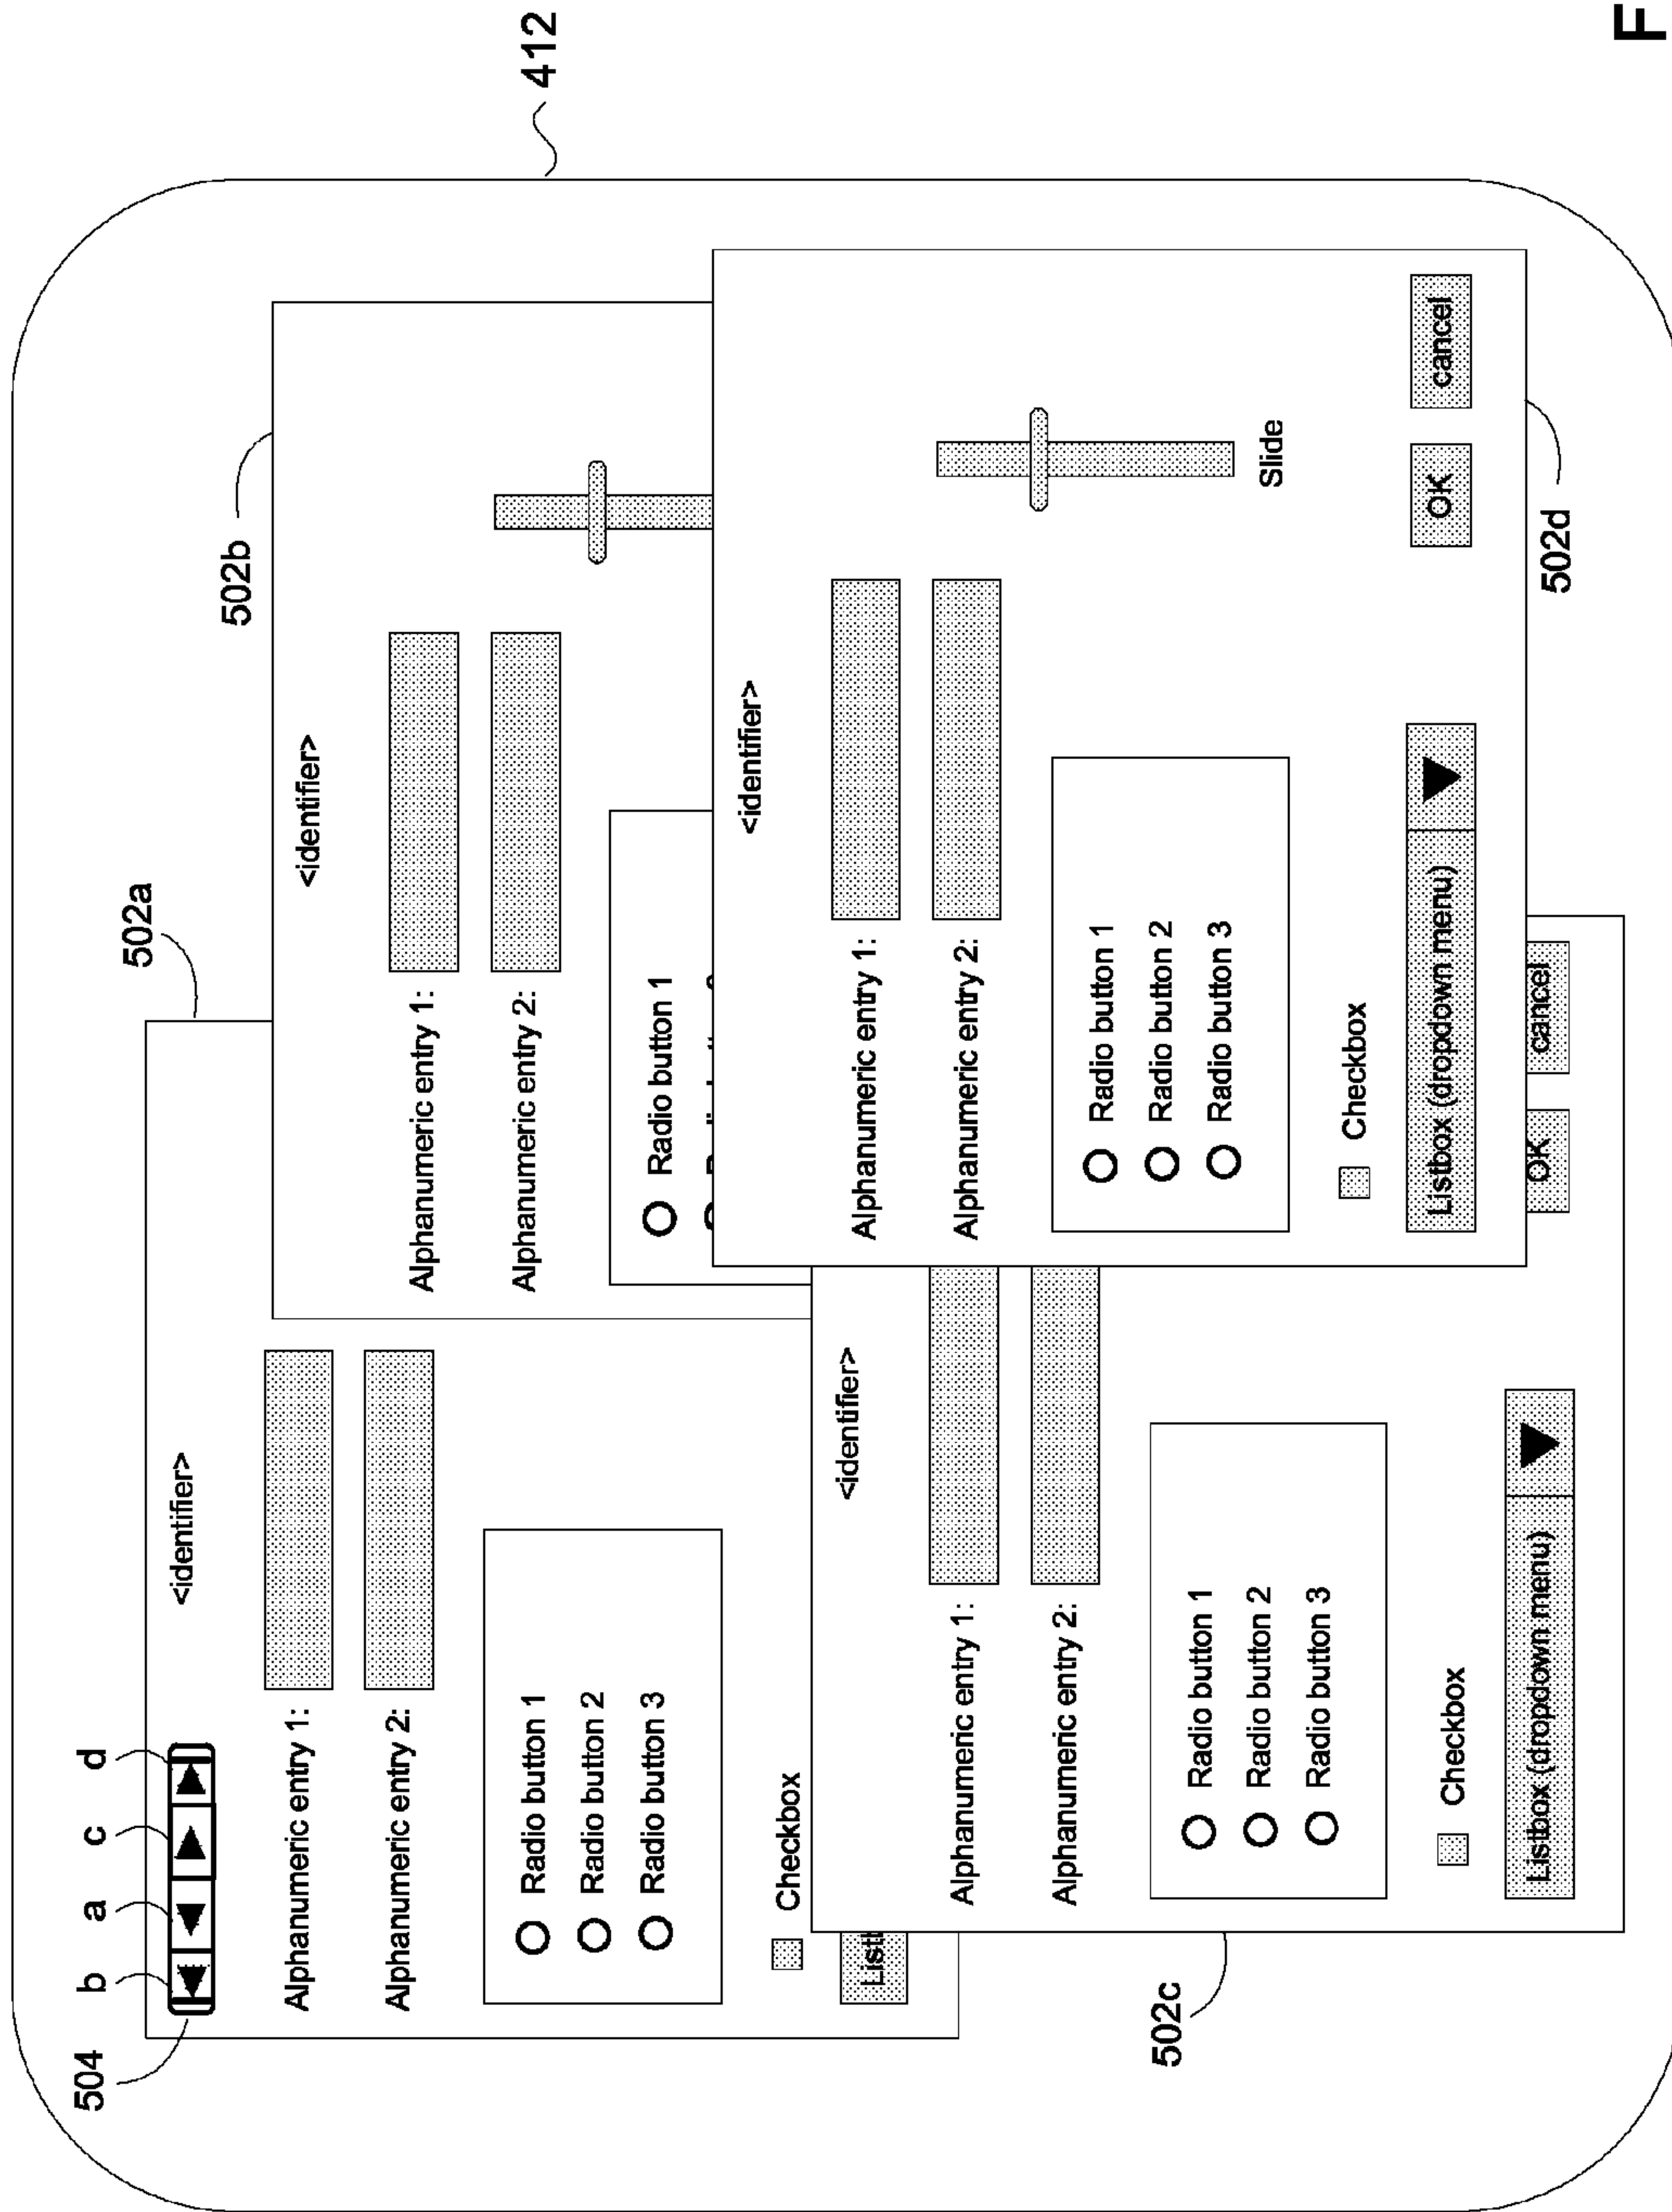 504
b a c d
502a
<identifier>
Alphanumeric entry 1:
Alphanumeric entry 2:
Radio button 1
Radio button 2
Radio button 3
Checkbox
502b
<identifier>
Alphanumeric entry 1:
Alphanumeric entry 2:
Radio button 1
412
502c
<identifier>
Alphanumeric entry 1:
Alphanumeric entry 2:
Radio button 1
Radio button 2
Radio button 3
Checkbox
Listbox (dropdown menu)
OK cancel
<identifier>
Alphanumeric entry 1:
Alphanumeric entry 2:
Radio button 1
Radio button 2
Radio button 3
Slide
Checkbox
Listbox (dropdown menu)
OK cancel
502d
F